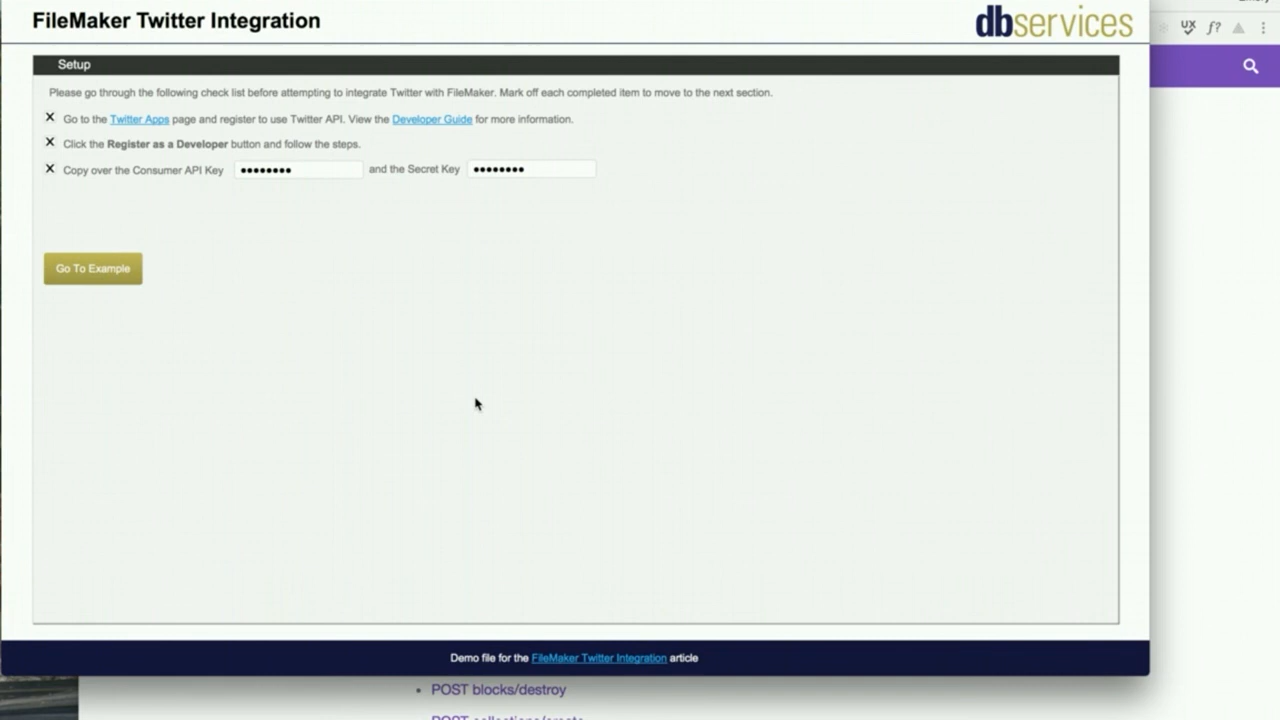 FileMaker Twitter Integration
dbservices
UX f?
Setup
Please go through the following check list before attempting to integrate Twitter with FileMaker. Mark off each completed item to move to the next section.
X Go to the Twitter Apps page and register to use Twitter API. View the Developer Guide for more information.
X Click the Register as a Developer button and follow the steps.
X Copy over the Consumer API Key •••••••• and the Secret Key ••••••••
Go To Example
Demo file for the FileMaker Twitter Integration article
• POST blocks/destroy
POST collections/create